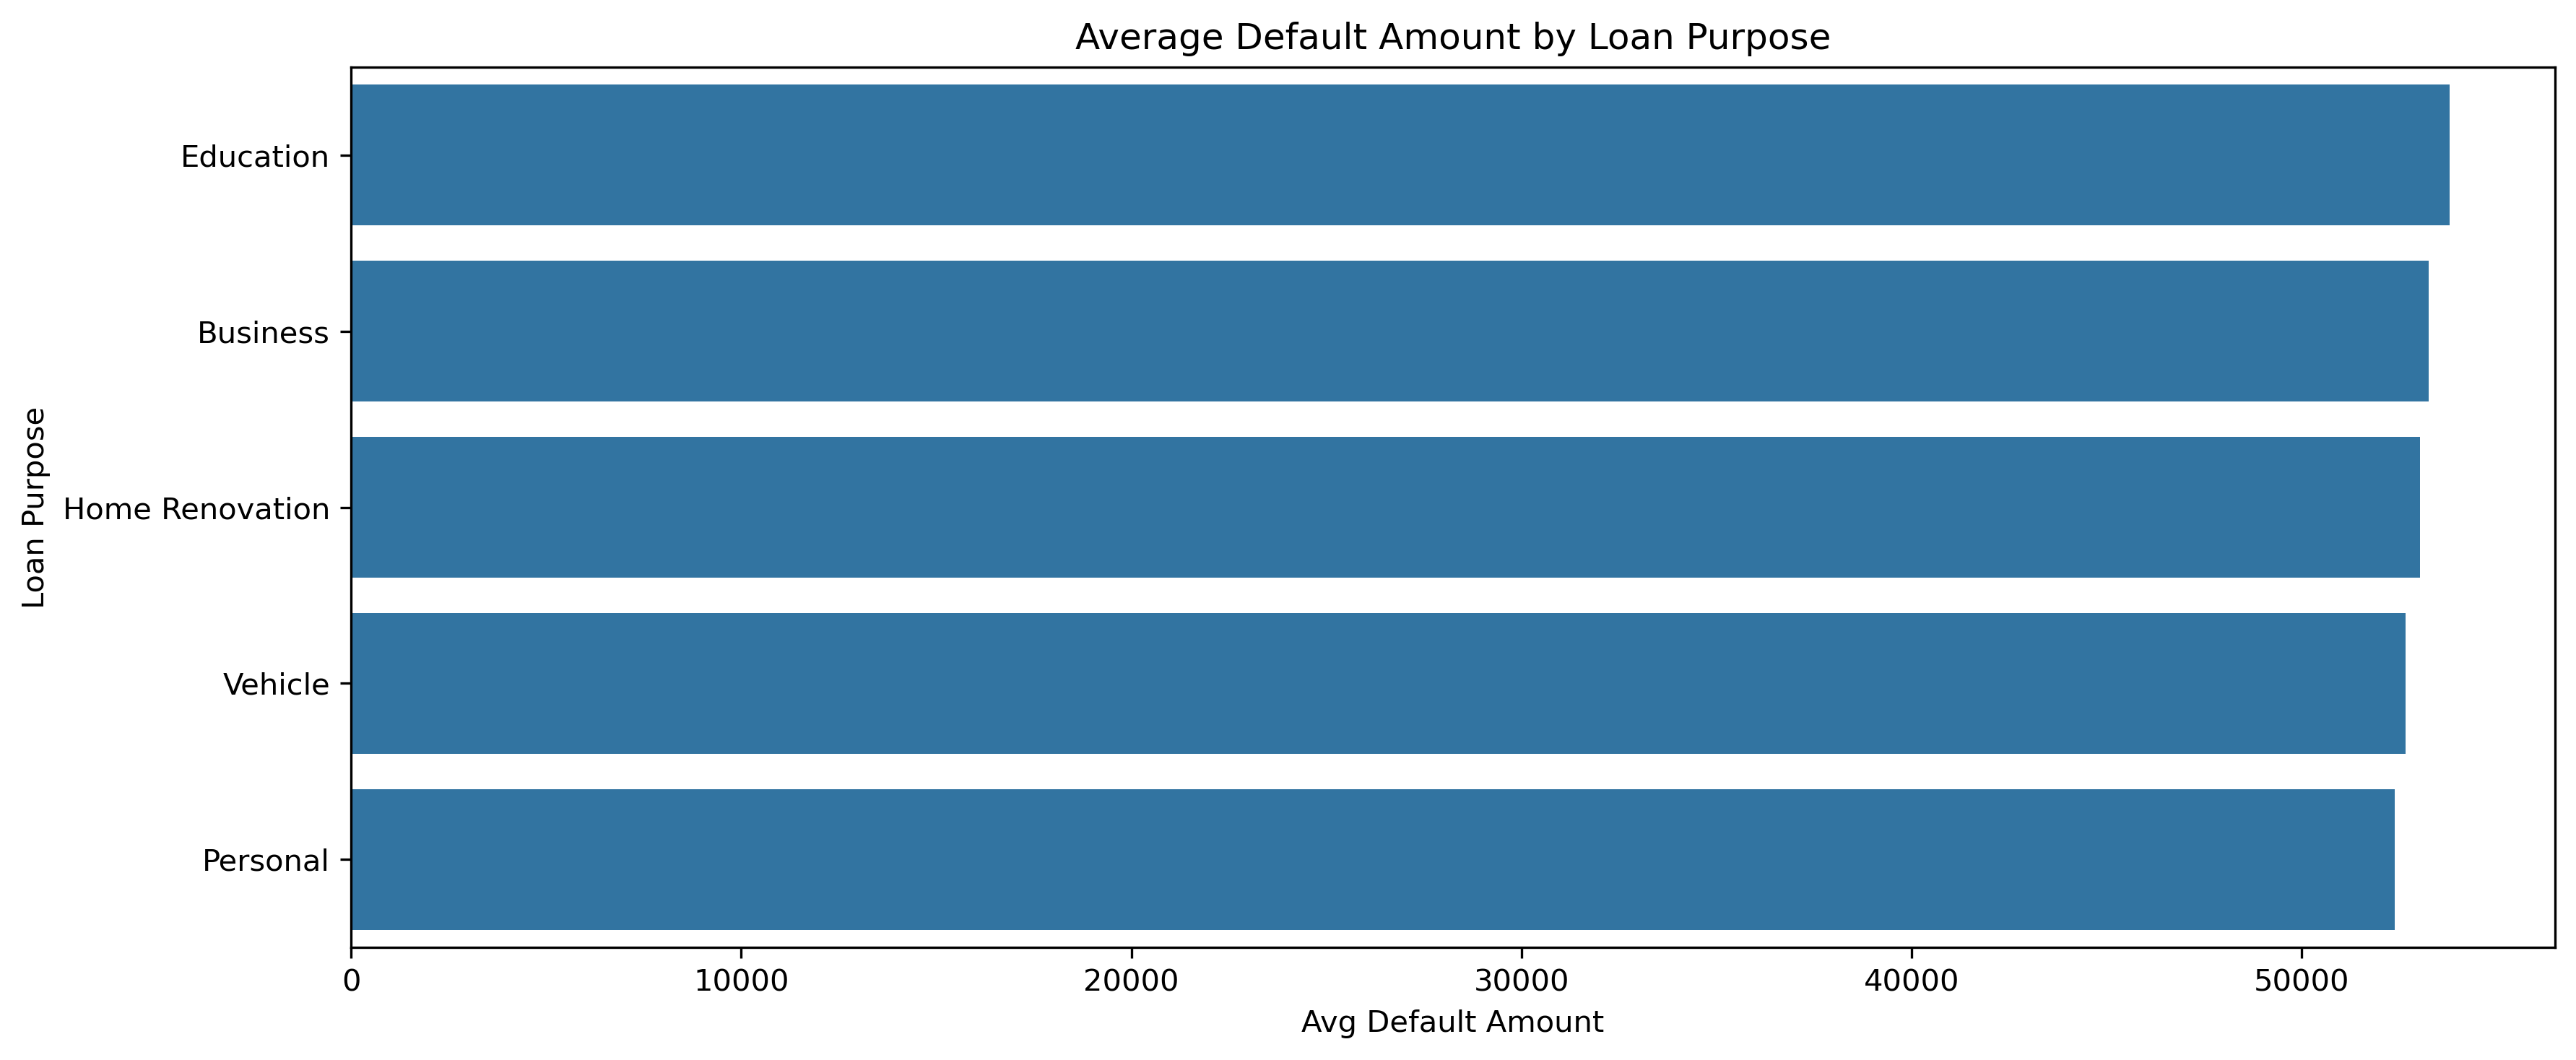 Average Default Amount by Loan Purpose
Loan Purpose
Education
Business
Home Renovation
Vehicle
Personal
0 10000 20000 30000 40000 50000
Avg Default Amount